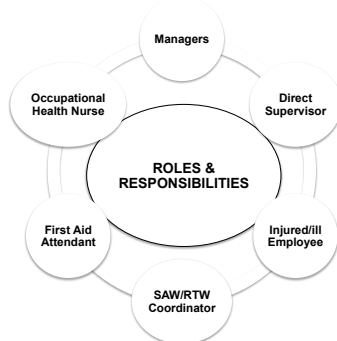 Managers
Occupational
Health Nurse
Direct
Supervisor
ROLES &
RESPONSIBILITIES
First Aid
Attendant
Injured/ill
Employee
SAW/RTW
Coordinator